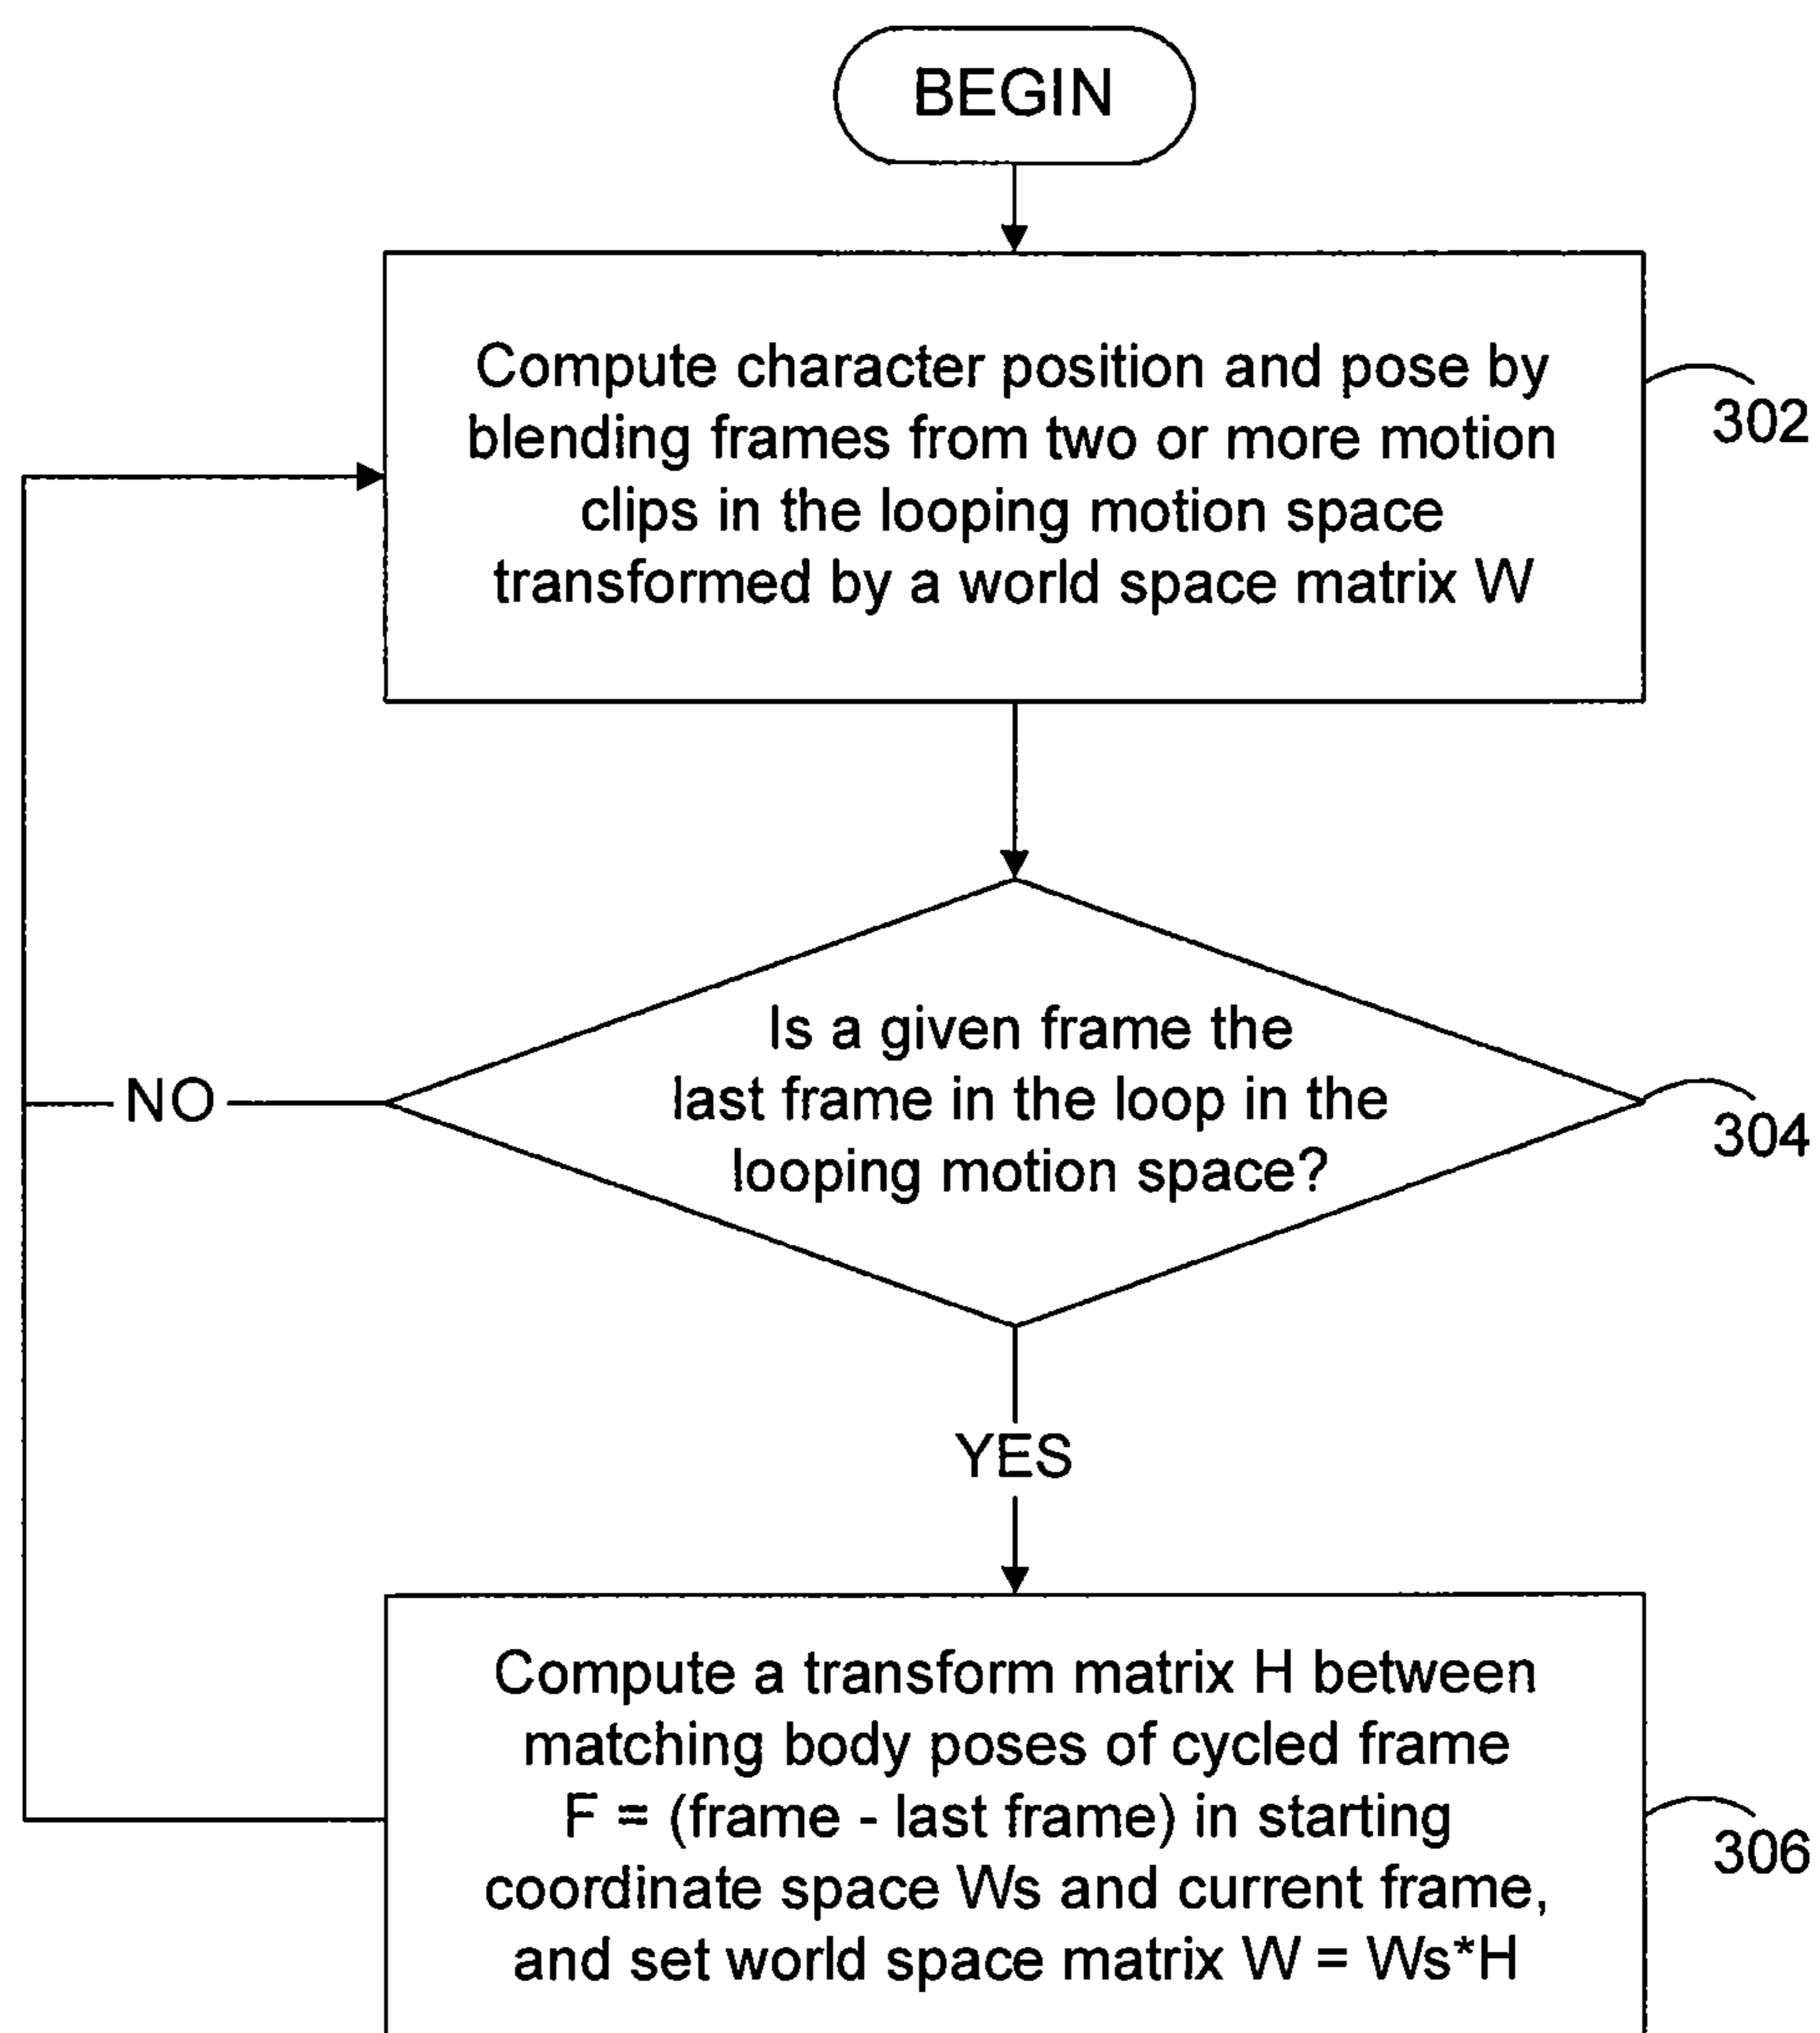 BEGIN
Compute character position and pose by
blending frames from two or more motion
clips in the looping motion space
transformed by a world space matrix W
302
Is a given frame the
last frame in the loop in the
looping motion space?
304
NO
YES
Compute a transform matrix H between
matching body poses of cycled frame
F = (frame - last frame) in starting
coordinate space Ws and current frame,
and set world space matrix W = Ws*H
306